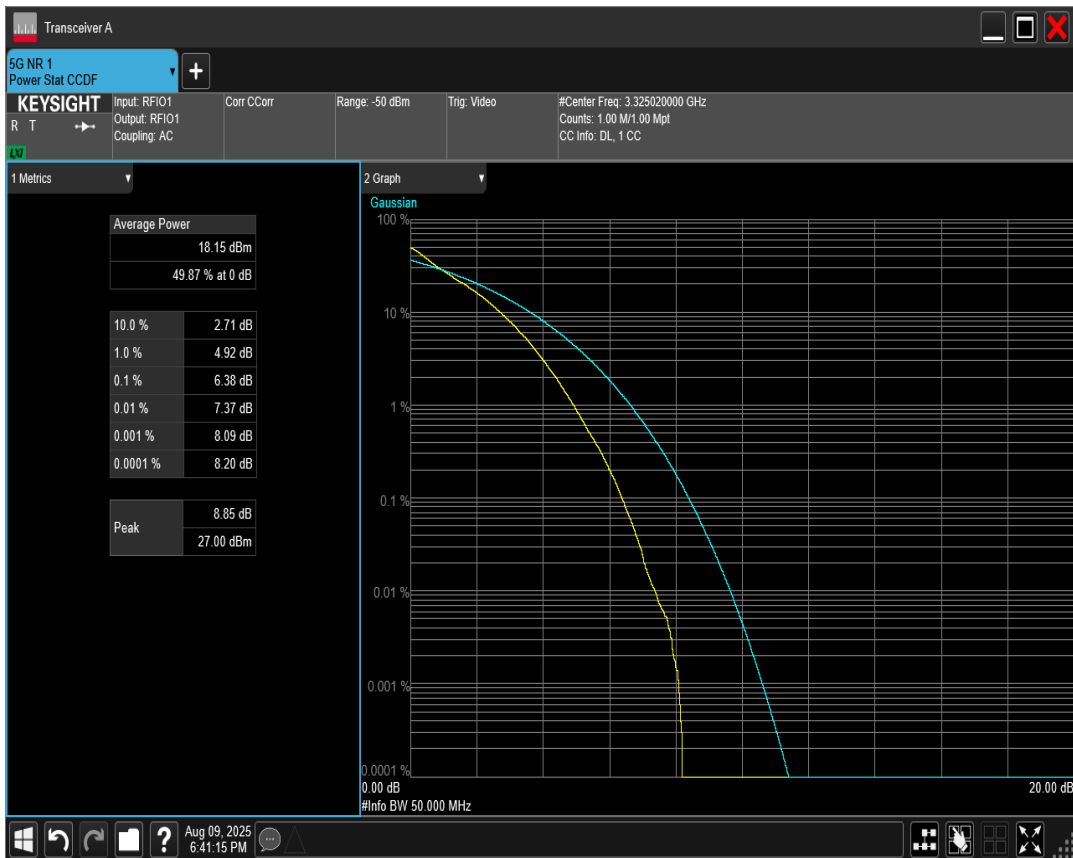 Transceiver A
5G NR 1
Power Stat CCDF
KEYSIGHT
R T
LXI
Input: RFIO1
Output: RFIO1
Coupling: AC
Corr CCorr
Range: -50 dBm
Trig: Video
#Center Freq: 3.325020000 GHz
Counts: 1.00 M/1.00 Mpt
CC Info: DL, 1 CC
1 Metrics
Average Power
18.15 dBm
49.87 % at 0 dB
10.0 % 2.71 dB
1.0 % 4.92 dB
0.1 % 6.38 dB
0.01 % 7.37 dB
0.001 % 8.09 dB
0.0001 % 8.20 dB
Peak 8.85 dB
27.00 dBm
2 Graph
Gaussian
100 %
10 %
1 %
0.1 %
0.01 %
0.001 %
0.0001 %
0.00 dB 20.00 dB
#Info BW 50.000 MHz
? Aug 09, 2025
6:41:15 PM